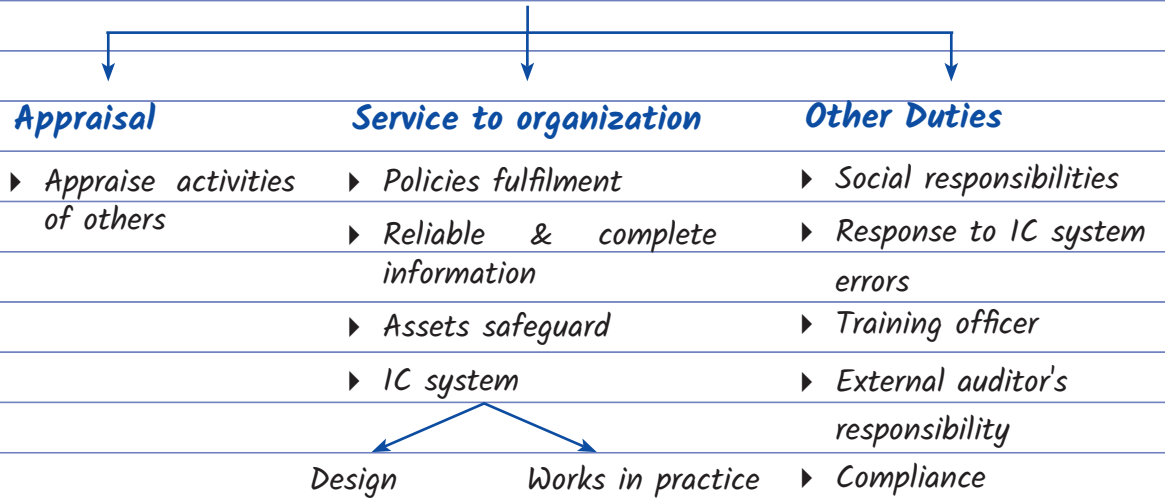 Appraisal
Appraise activities
of others
Service to organization
Policies fulfilment
Reliable & complete
information
Assets safeguard
IC system
Design
Works in practice
Other Duties
Social responsibilities
Response to IC system
errors
Training officer
External auditor's
responsibility
Compliance